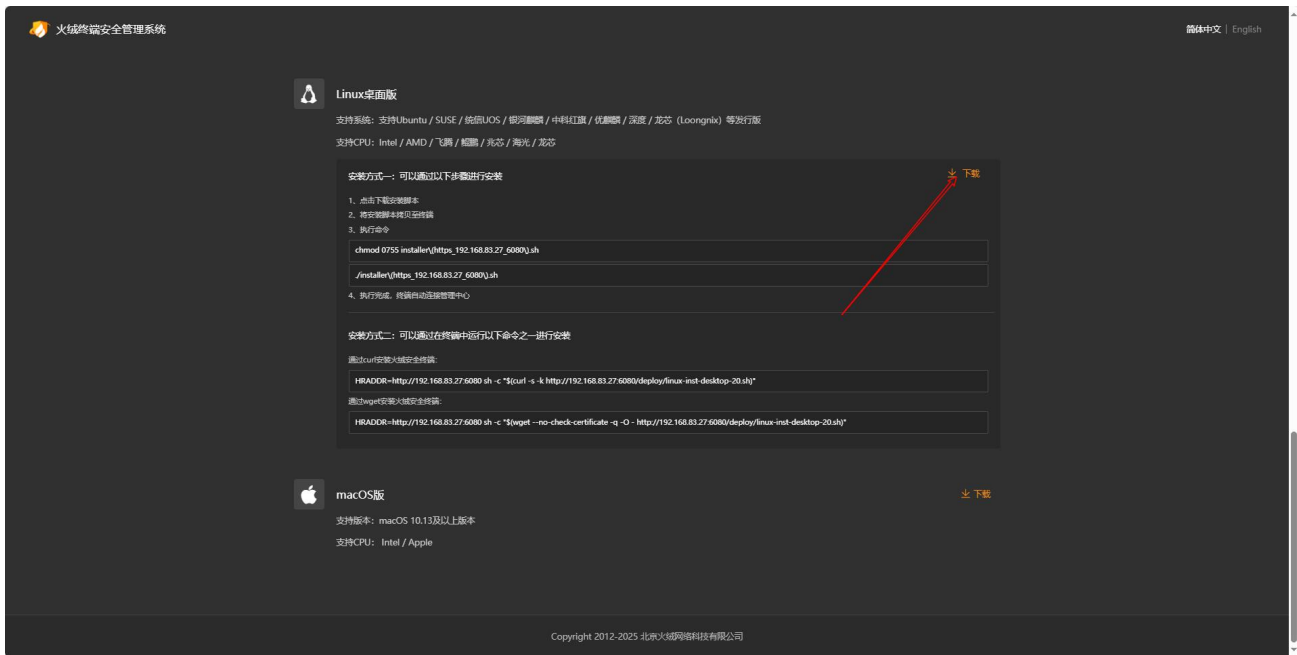 火绒终端安全管理系统
简体中文 | English
Linux桌面版
支持系统：支持Ubuntu / SUSE / 统信UOS / 银河麒麟 / 中科红旗 / 优麒麟 / 深度 / 龙芯（Loongnix）等发行版
支持CPU：Intel / AMD / 飞腾 / 鲲鹏 / 兆芯 / 海光 / 龙芯
安装方式一：可以通过以下步骤进行安装
下载
1、点击下载安装脚本
2、将安装脚本拷贝至终端
3、执行命令
chmod 0755 installer\(https_192.168.83.27_6080\).sh
./installer\(https_192.168.83.27_6080\).sh
4、执行完成，终端自动连接管理中心
安装方式二：可以通过在终端中运行以下命令之一进行安装
通过curl安装火绒安全终端:
HRADDR=http://192.168.83.27:6080 sh -c "$(curl -s -k http://192.168.83.27:6080/deploy/linux-inst-desktop-20.sh)"
通过wget安装火绒安全终端:
HRADDR=http://192.168.83.27:6080 sh -c "$(wget --no-check-certificate -q -O - http://192.168.83.27:6080/deploy/linux-inst-desktop-20.sh)"
macOS版
下载
支持版本：macOS 10.13及以上版本
支持CPU： Intel / Apple
Copyright 2012-2025 北京火绒网络科技有限公司